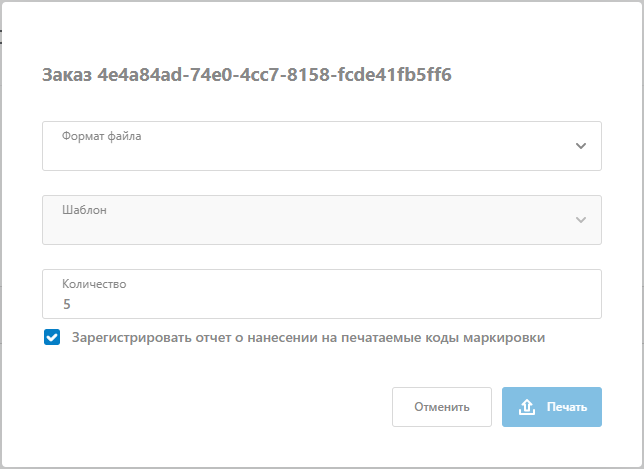 Заказ 4e4a84ad-74e0-4cc7-8158-fcde41fb5ff6
Формат файла
Шаблон
Количество
5
Зарегистрировать отчет о нанесении на печатаемые коды маркировки
Отменить Печать